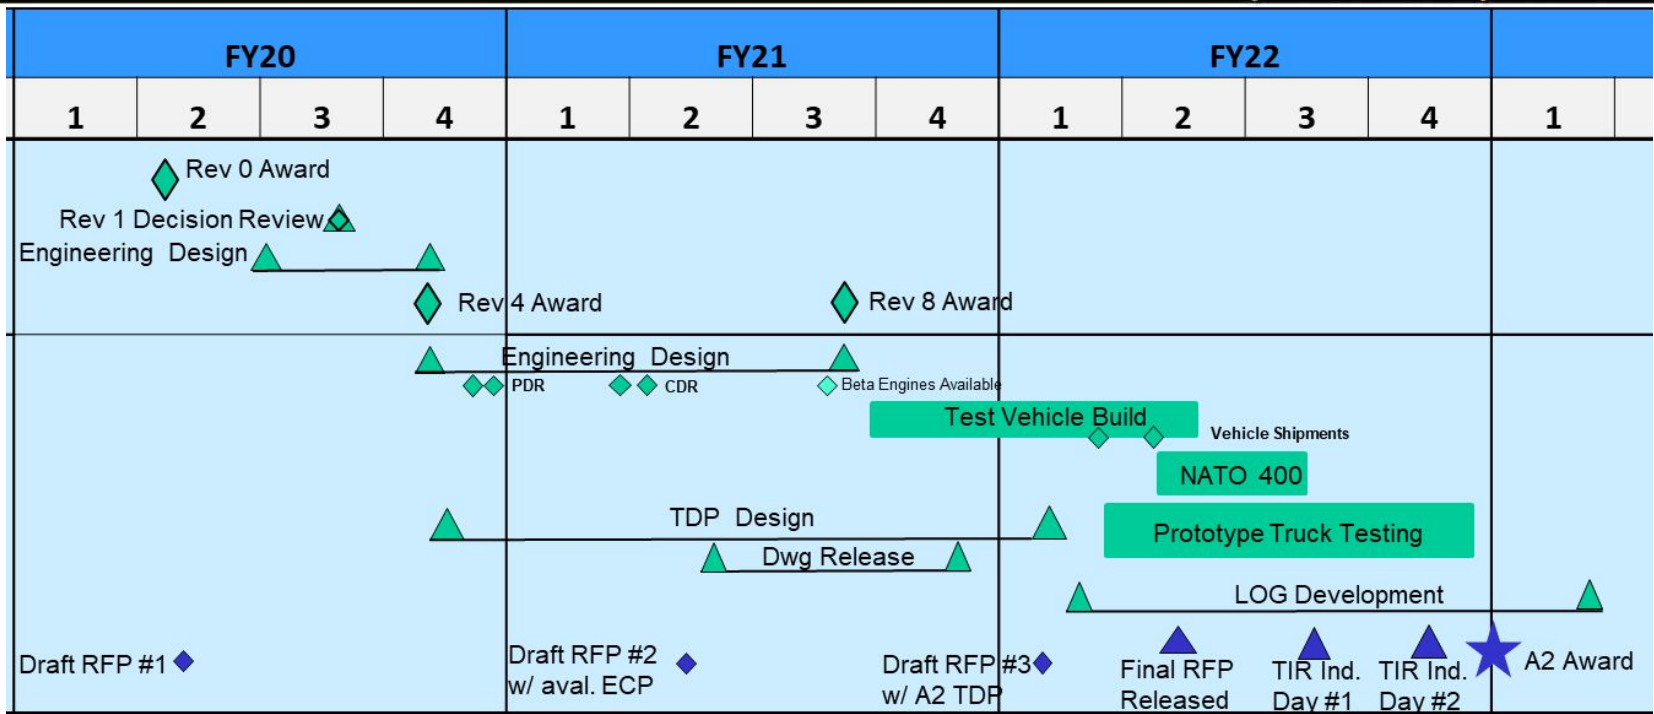 FY20 FY21 FY22
1 2 3 4 1 2 3 4 1 2 3 4 1
Rev 0 Award
Rev 1 Decision Review
Engineering Design
Rev 4 Award
Rev 8 Award
Engineering Design
PDR
CDR
Beta Engines Available
Test Vehicle Build
Vehicle Shipments
NATO 400
TDP Design
Prototype Truck Testing
Dwg Release
LOG Development
Draft RFP #1
Draft RFP #2
w/ aval. ECP
Draft RFP #3
w/ A2 TDP
Final RFP
Released
TIR Ind.
Day #1
TIR Ind.
Day #2
A2 Award